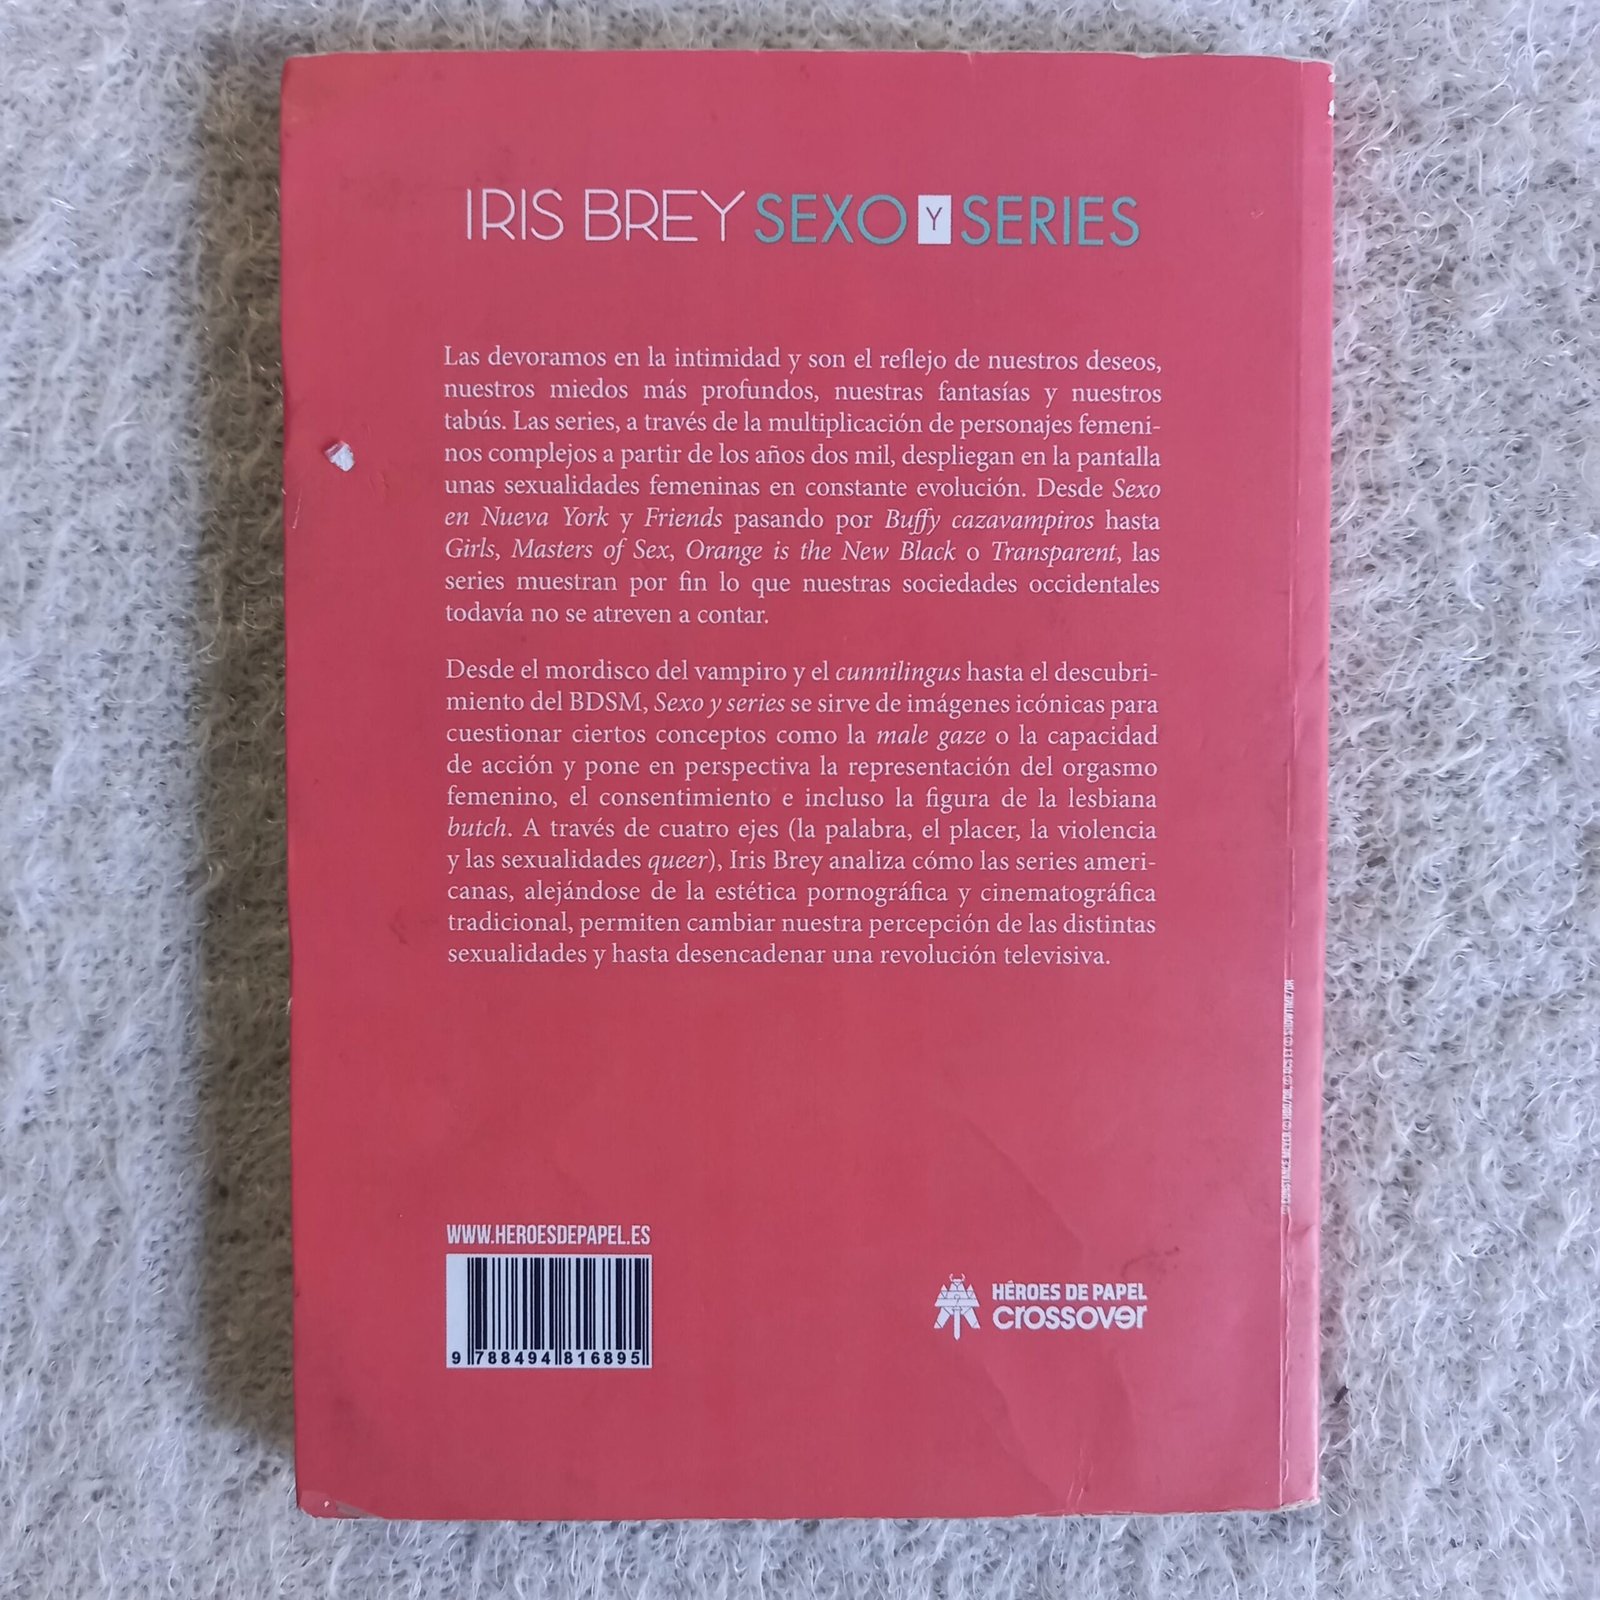 IRIS BREY SEXO Y SERIES
Las devoramos en la intimidad y son el reflejo de nuestros deseos,
nuestros miedos más profundos, nuestras fantasías y nuestros
tabús. Las series, a través de la multiplicación de personajes femeni-
nos complejos a partir de los años dos mil, despliegan en la pantalla
unas sexualidades femeninas en constante evolución. Desde Sexo
en Nueva York y Friends pasando por Buffy cazavampiros hasta
Girls, Masters of Sex, Orange is the New Black o Transparent, las
series muestran por fin lo que nuestras sociedades occidentales
todavía no se atreven a contar.
Desde el mordisco del vampiro y el cunnilingus hasta el descubri-
miento del BDSM, Sexo y series se sirve de imágenes icónicas para
cuestionar ciertos conceptos como la male gaze o la capacidad
de acción y pone en perspectiva la representación del orgasmo
femenino, el consentimiento e incluso la figura de la lesbiana
butch. A través de cuatro ejes (la palabra, el placer, la violencia
y las sexualidades queer), Iris Brey analiza cómo las series ameri-
canas, alejándose de la estética pornográfica y cinematográfica
tradicional, permiten cambiar nuestra percepción de las distintas
sexualidades y hasta desencadenar una revolución televisiva.
© CONSTANCE MEYER © HBO/DR, © OCS ET © SHOWTIME/DR
WWW.HEROESDEPAPEL.ES
9 788494 816895
HÉROES DE PAPEL
crossover